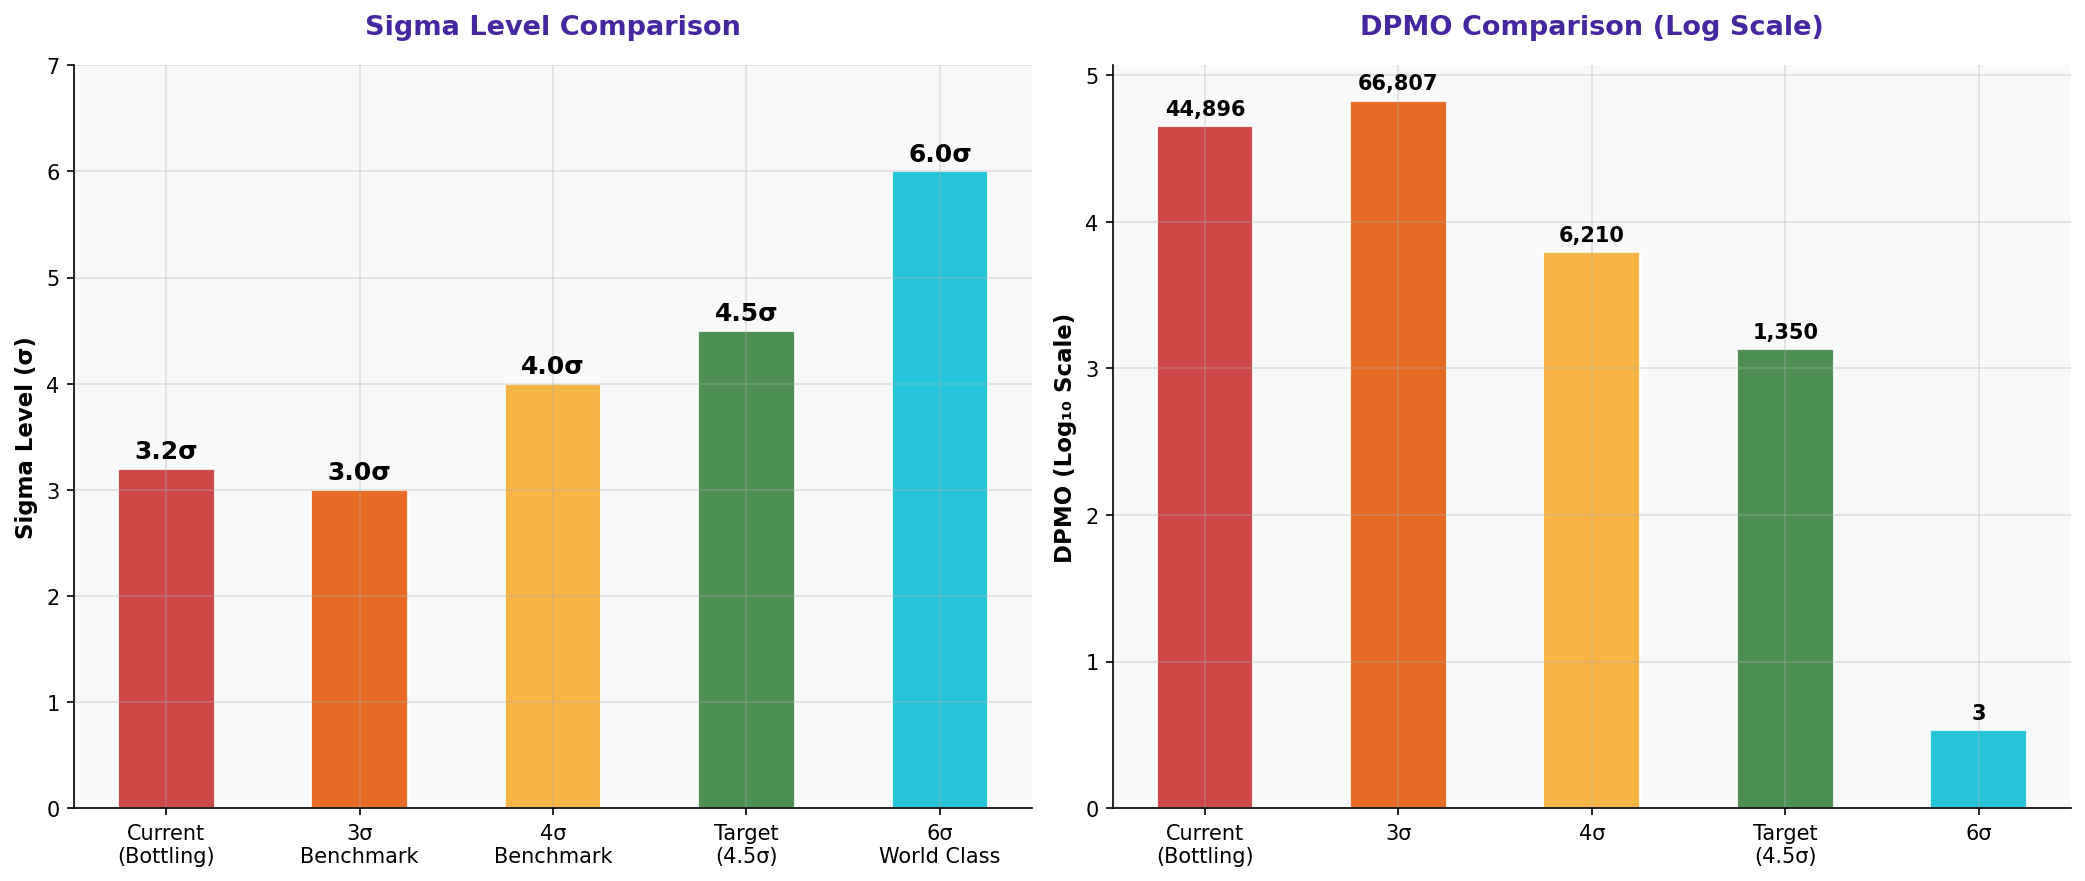 Sigma Level Comparison
Sigma Level (σ)
7
6
5
4
3
2
1
0
3.2σ
3.0σ
4.0σ
4.5σ
6.0σ
Current
(Bottling)
3σ
Benchmark
4σ
Benchmark
Target
(4.5σ)
6σ
World Class
DPMO Comparison (Log Scale)
DPMO (Log₁₀ Scale)
5
4
3
2
1
0
44,896
66,807
6,210
1,350
3
Current
(Bottling)
3σ
4σ
Target
(4.5σ)
6σ